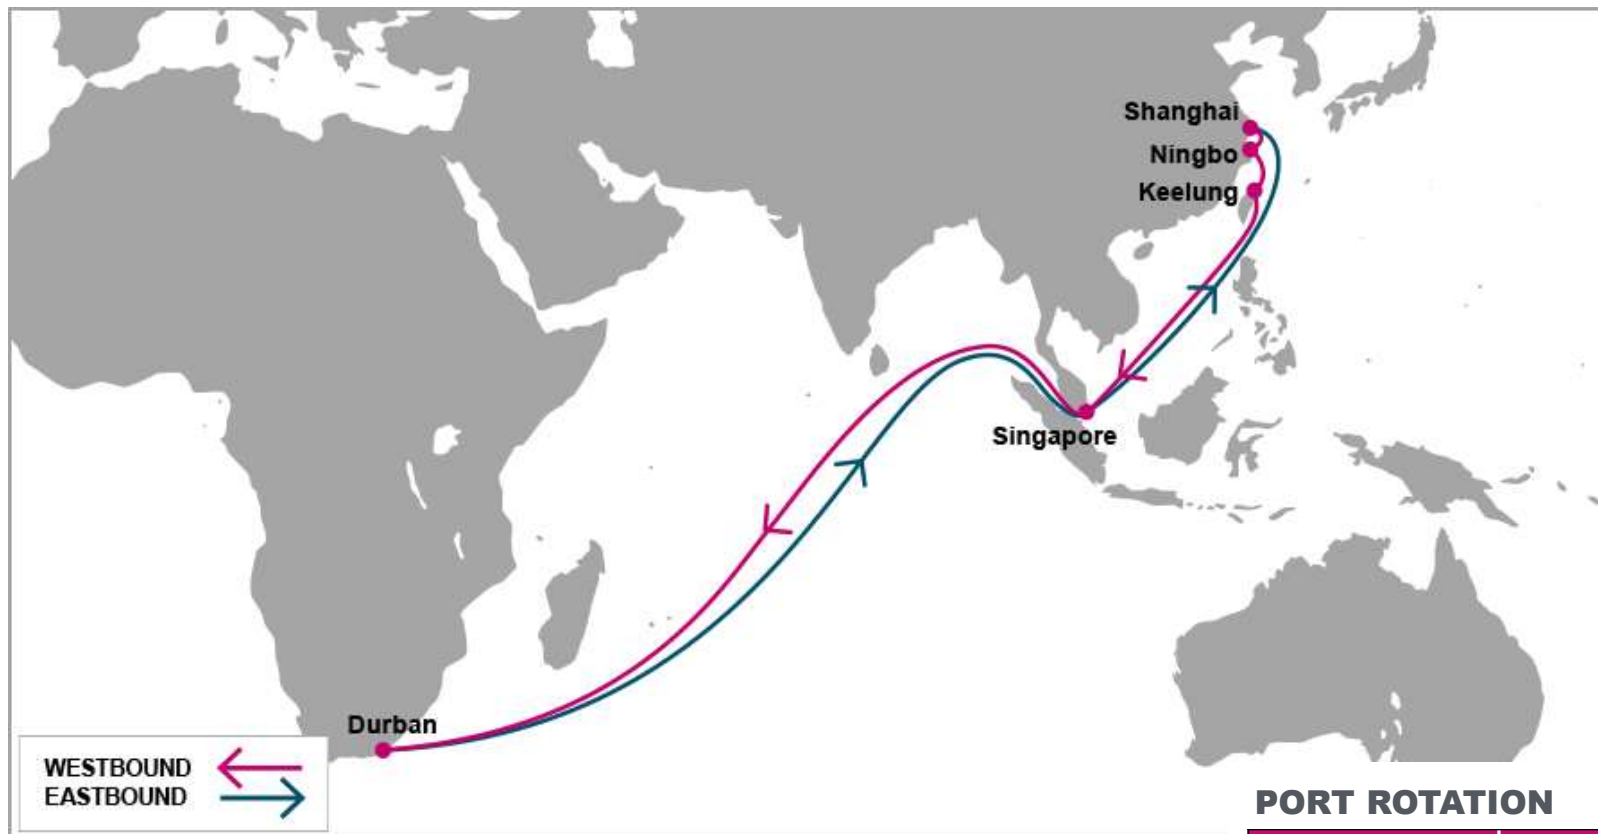 Shanghai
Ningbo
Keelung
Singapore
Durban
WESTBOUND
EASTBOUND
PORT ROTATION